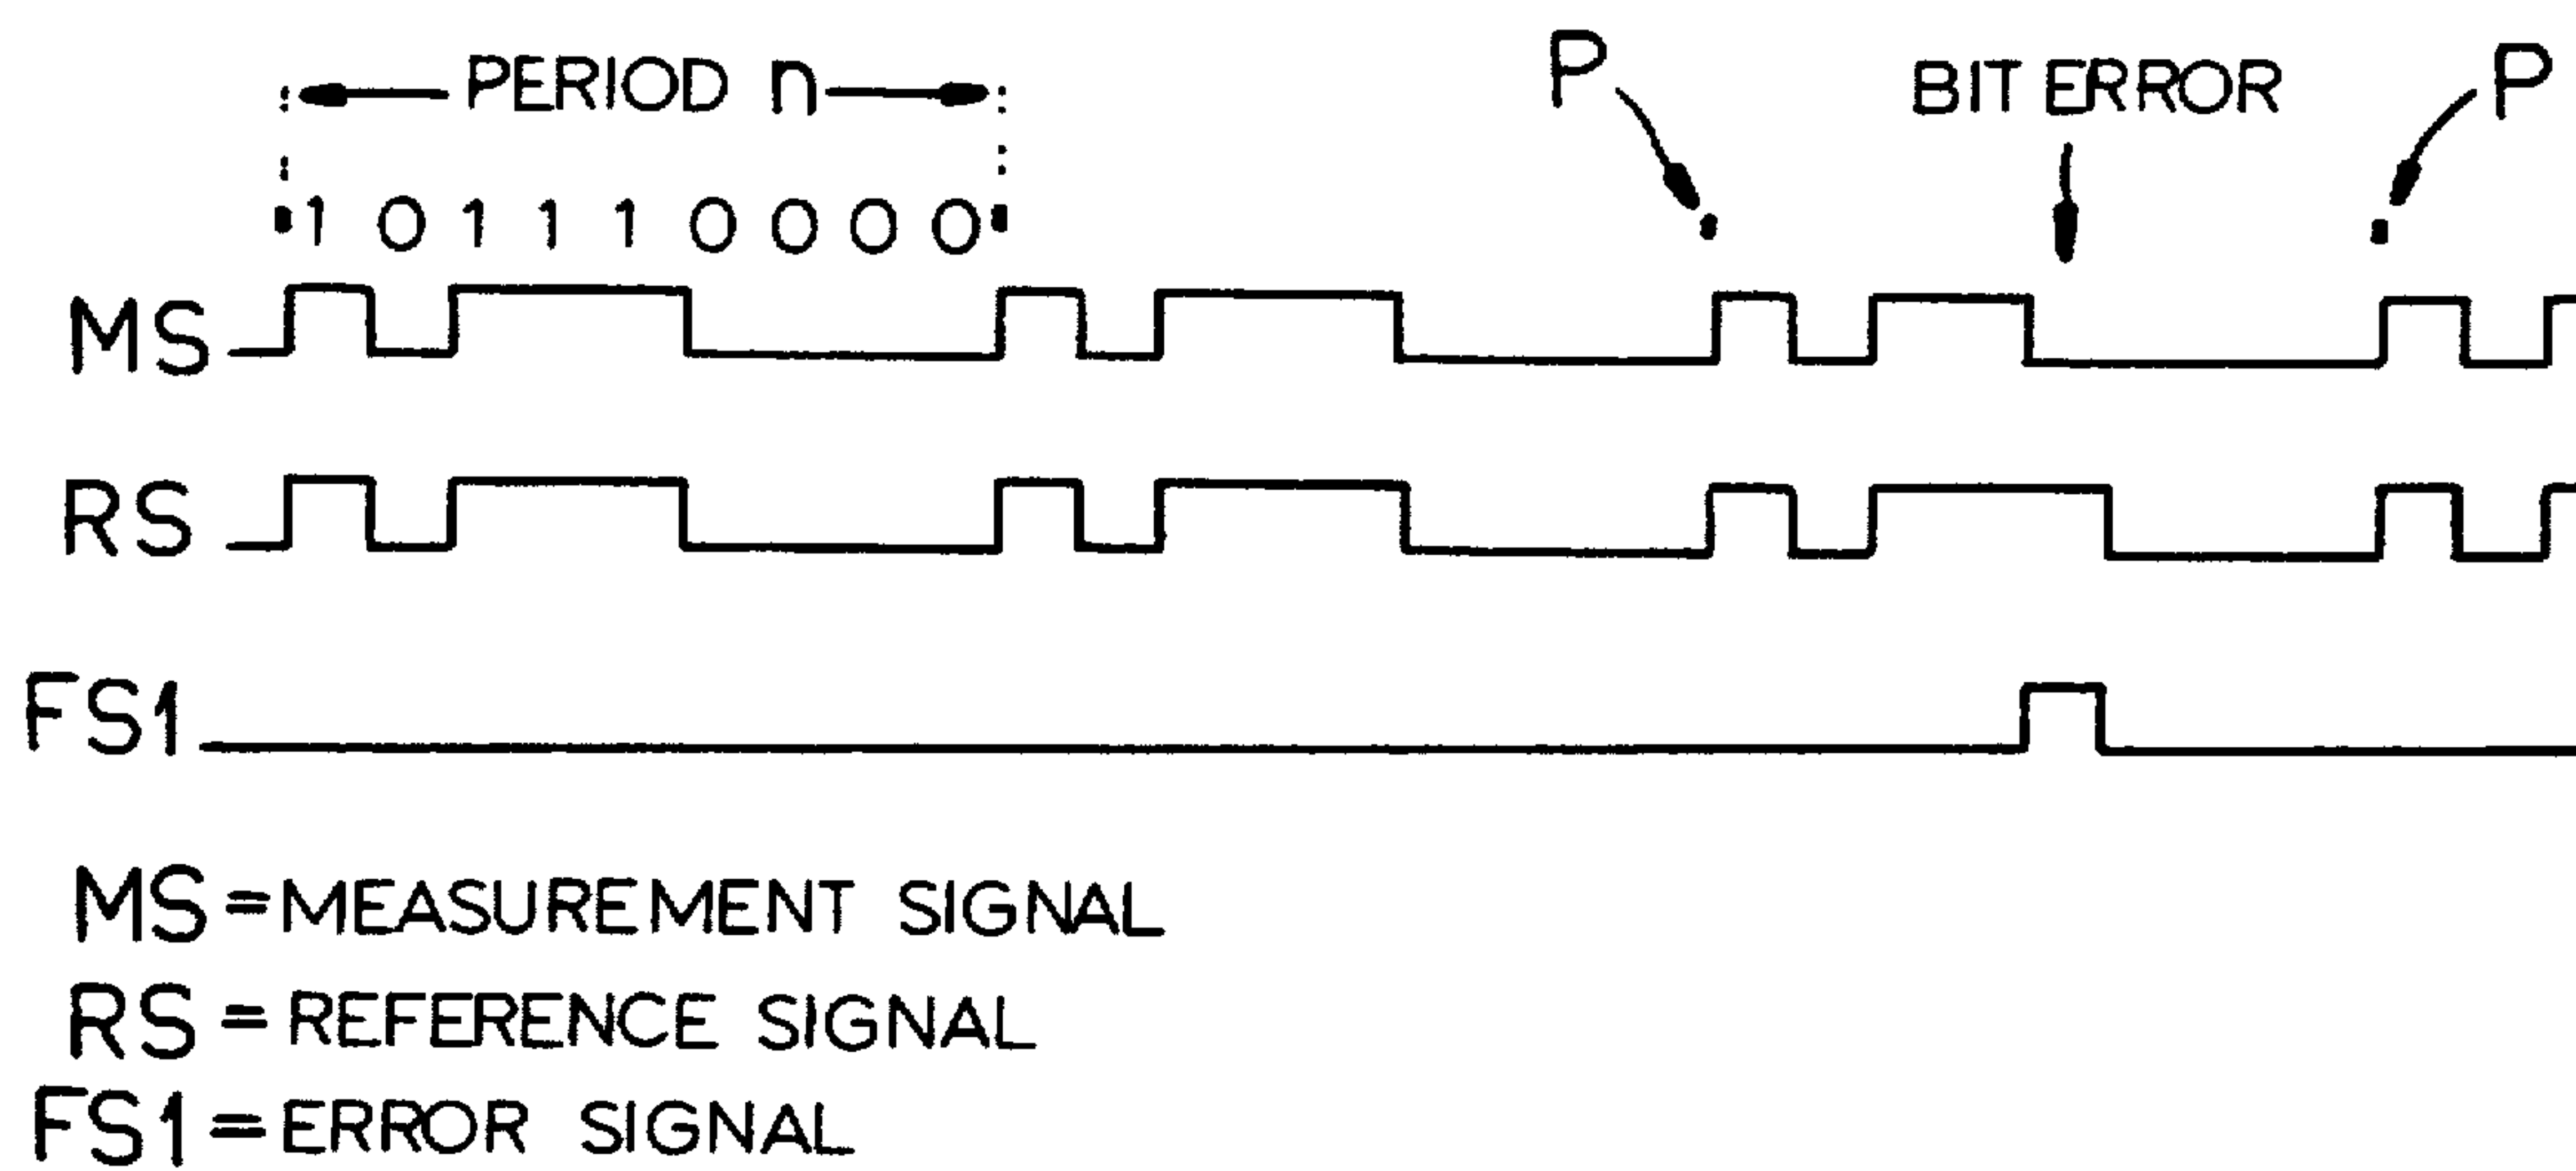 PERIOD n
P
BIT ERROR
P
1 0 1 1 1 0 0 0 0
MS
RS
FS1
MS = MEASUREMENT SIGNAL
RS = REFERENCE SIGNAL
FS1 = ERROR SIGNAL